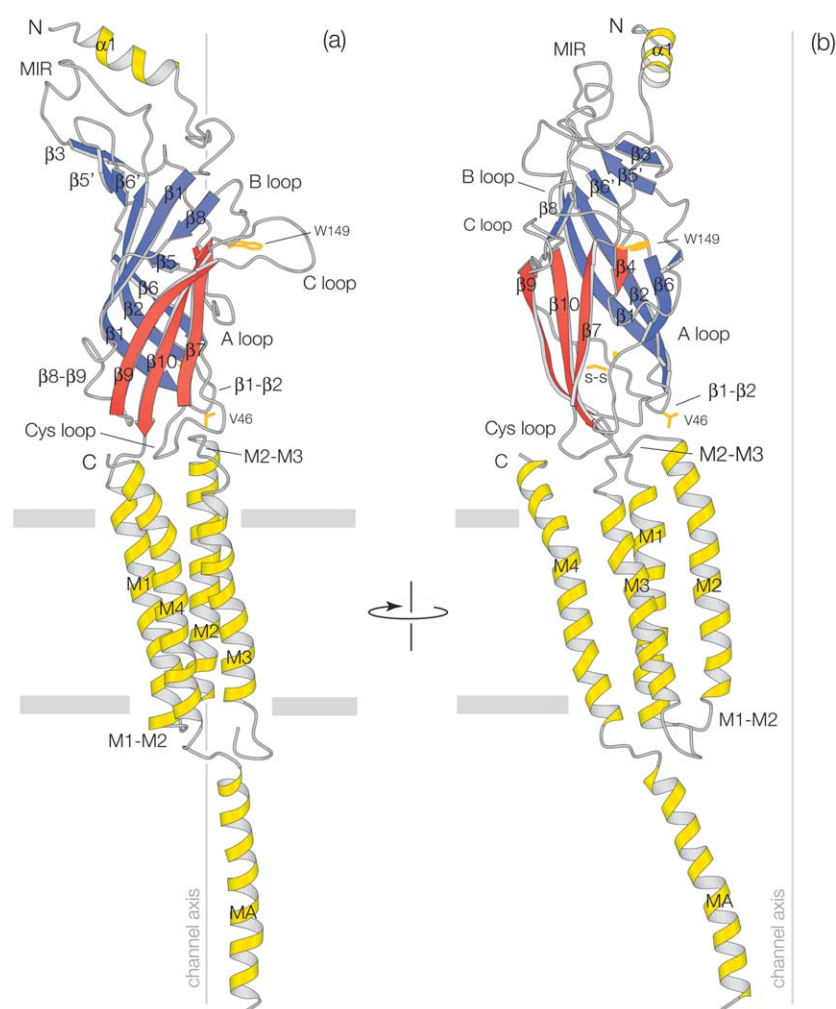 (a)
N
α1
MIR
β3
β5'
β6'
β1
β8
B loop
W149
C loop
β5
β6
β2
β1
A loop
β7
β10
β9
β8-β9
β1-β2
V46
Cys loop
C
M2-M3
M1
M4
M2
M3
M1-M2
MA
channel axis
(b)
N
α1
MIR
β3
β5'
β6'
B loop
β8
C loop
W149
β4
β9
β6
β10
β2
β1
β7
A loop
s-s
β1-β2
V46
Cys loop
C
M2-M3
M1
M4
M3
M2
M1-M2
MA
channel axis